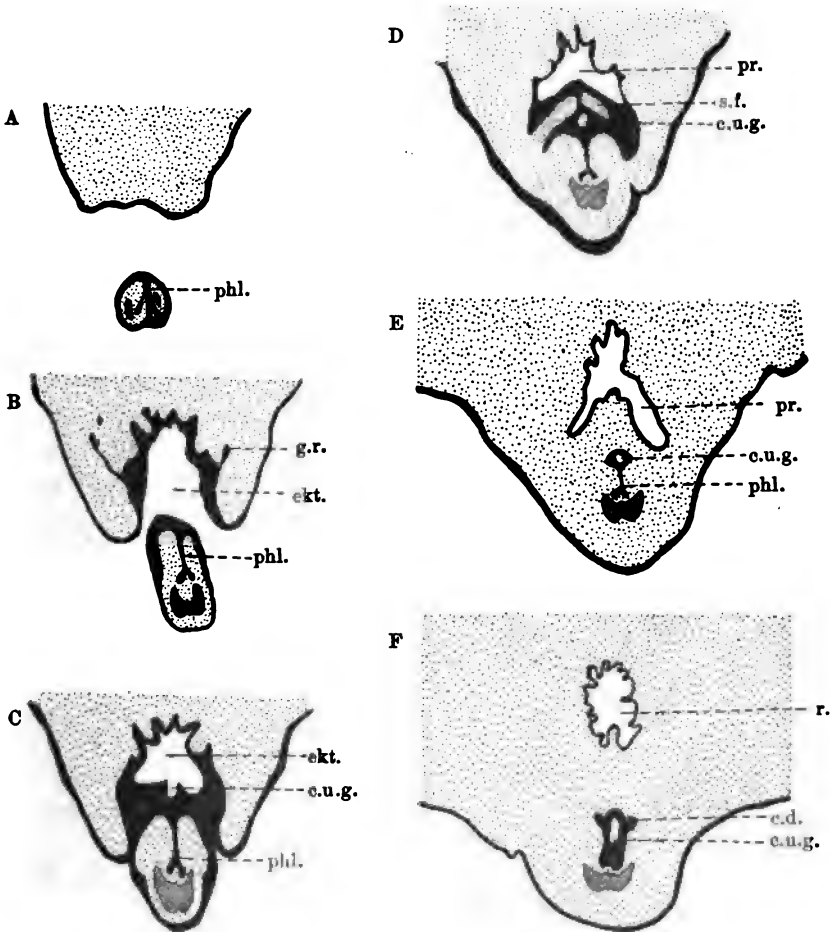 A
phl.
B
g.r.
ekt.
phl.
C
ekt.
c.u.g.
phl.
D
pr.
s.f.
c.u.g.
E
pr.
c.u.g.
phl.
F
r.
c.d.
c.u.g.